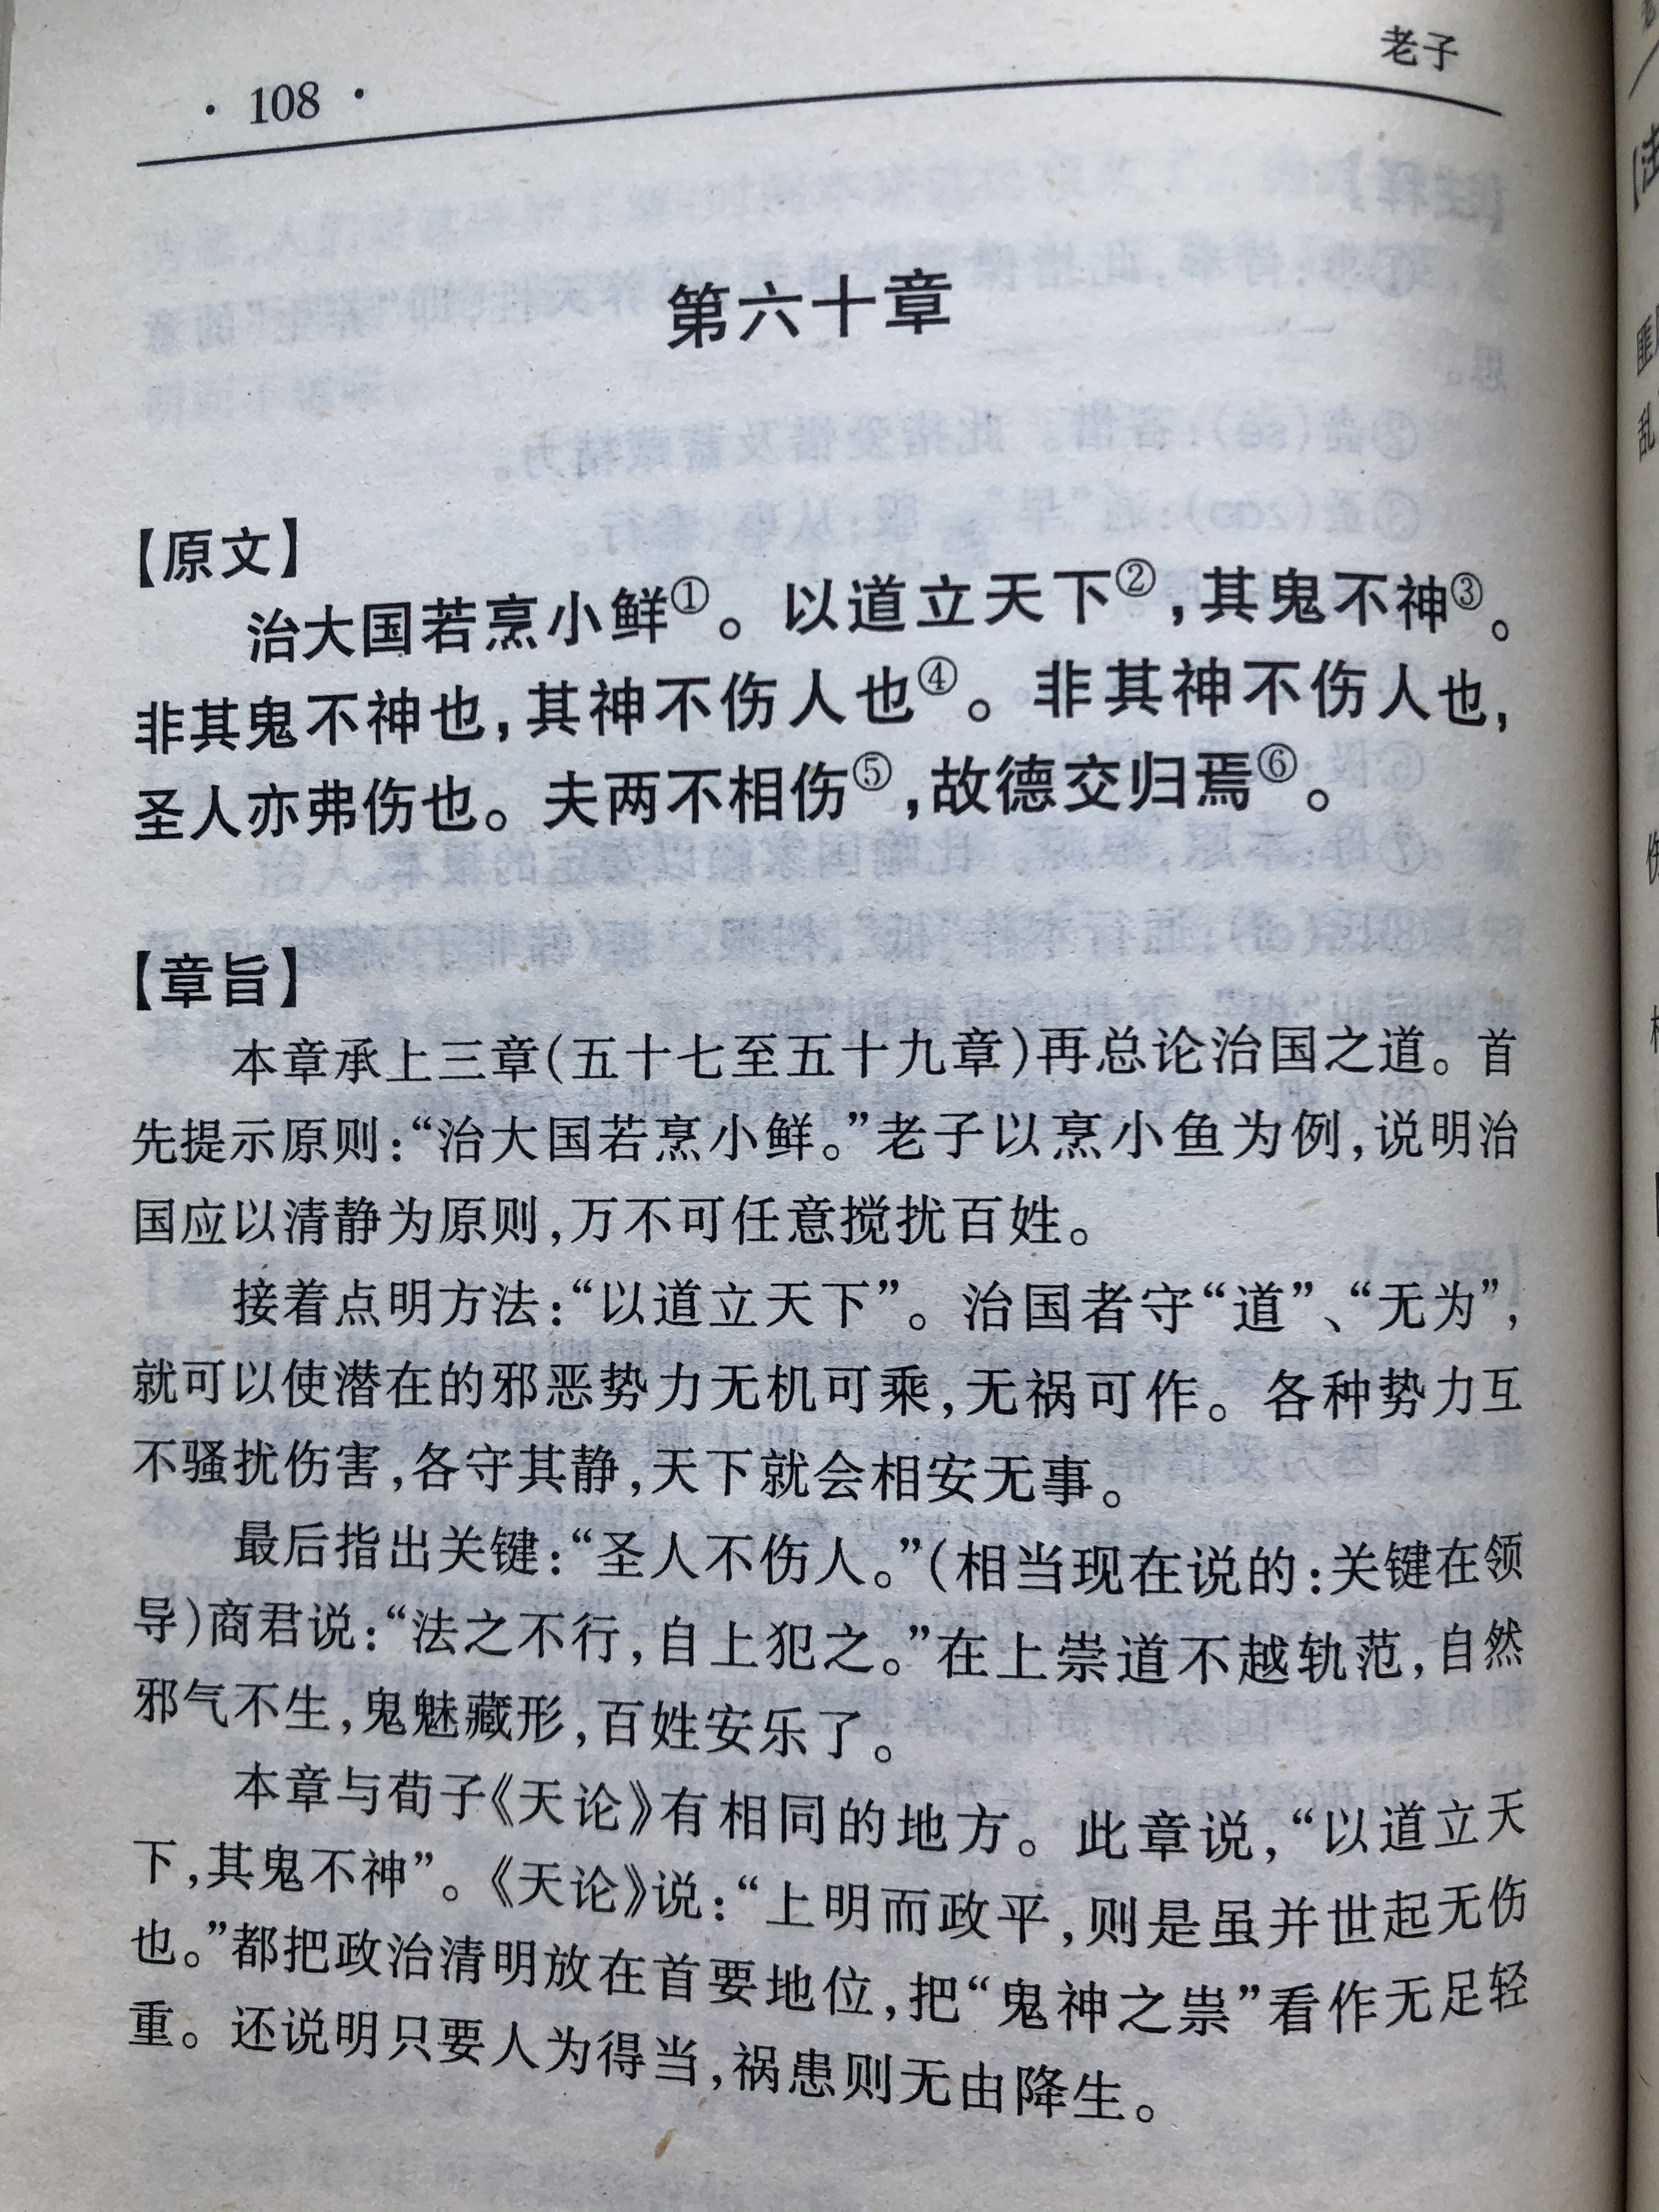 · 108 ·
老子
第六十章
【原文】
治大国若烹小鲜①。以道立天下②,其鬼不神③。
非其鬼不神也,其神不伤人也④。非其神不伤人也,
圣人亦弗伤也。夫两不相伤⑤,故德交归焉⑥。
【章旨】
本章承上三章(五十七至五十九章)再总论治国之道。首
先提示原则:“治大国若烹小鲜。”老子以烹小鱼为例,说明治
国应以清静为原则,万不可任意搅扰百姓。
接着点明方法:“以道立天下”。治国者守“道”、“无为”,
就可以使潜在的邪恶势力无机可乘,无祸可作。各种势力互
不骚扰伤害,各守其静,天下就会相安无事。
最后指出关键:“圣人不伤人。”(相当现在说的:关键在领
导)商君说:“法之不行,自上犯之。”在上崇道不越轨范,自然
邪气不生,鬼魅藏形,百姓安乐了。
本章与荀子《天论》有相同的地方。此章说,“以道立天
下,其鬼不神”。《天论》说:“上明而政平,则是虽并世起无伤
也。”都把政治清明放在首要地位,把“鬼神之祟”看作无足轻
重。还说明只要人为得当,祸患则无由降生。